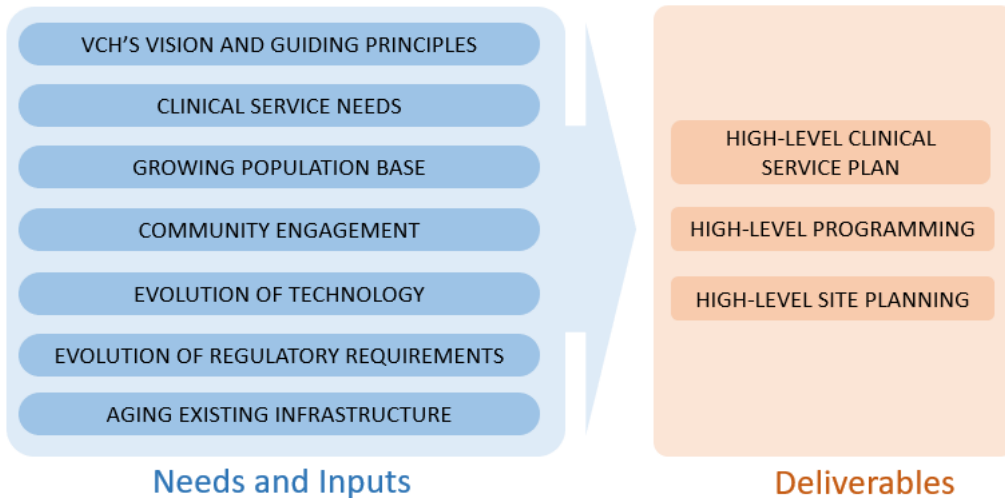 VCH'S VISION AND GUIDING PRINCIPLES
CLINICAL SERVICE NEEDS
GROWING POPULATION BASE
COMMUNITY ENGAGEMENT
EVOLUTION OF TECHNOLOGY
EVOLUTION OF REGULATORY REQUIREMENTS
AGING EXISTING INFRASTRUCTURE
Needs and Inputs
HIGH-LEVEL CLINICAL
SERVICE PLAN
HIGH-LEVEL PROGRAMMING
HIGH-LEVEL SITE PLANNING
Deliverables